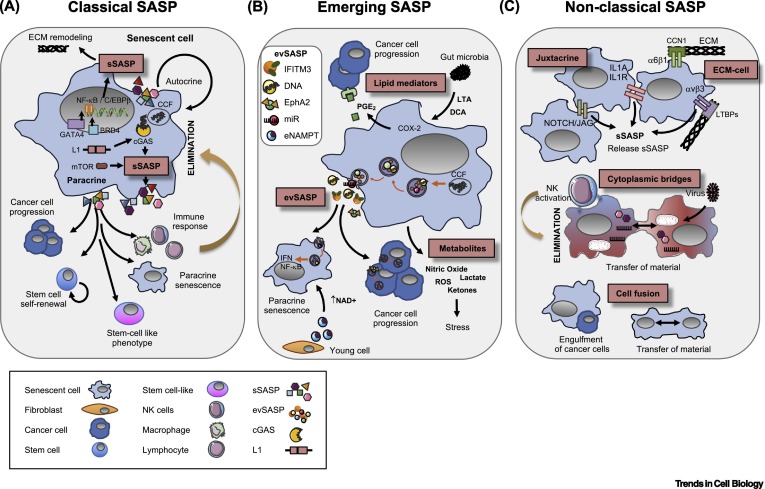 (A) Classical SASP
ECM remodeling
Senescent cell
sSASP
Autocrine
NF-κB / C/EBPβ
CCF
GATA4
BRD4
cGAS
L1
mTOR
sSASP
Paracrine
ELIMINATION
Cancer cell
progression
Immune
response
Stem cell
self-renewal
Paracrine
senescence
Stem-cell like
phenotype
(B) Emerging SASP
evSASP
IFITM3
DNA
EphA2
miR
eNAMPT
Cancer cell
progression
Gut microbia
Lipid mediators
PGE2
LTA
DCA
COX-2
CCF
evSASP
Metabolites
IFN
NF-κB
Nitric Oxide
Lactate
ROS
Ketones
Paracrine
senescence
↑NAD+
Cancer cell
progression
Stress
Young cell
(C) Non-classical SASP
CCN1
ECM
Juxtacrine
α6β1
IL1A
IL1R
ECM-cell
αvβ3
NOTCH/JAG1
sSASP
Release sSASP
LTBPs
NK
activation
Cytoplasmic bridges
Virus
ELIMINATION
Transfer of material
Cell fusion
Engulfment
of cancer cells
Transfer of material
Senescent cell
Stem cell-like
sSASP
Fibroblast
NK cells
evSASP
Cancer cell
Macrophage
cGAS
Stem cell
Lymphocyte
L1
Trends in Cell Biology